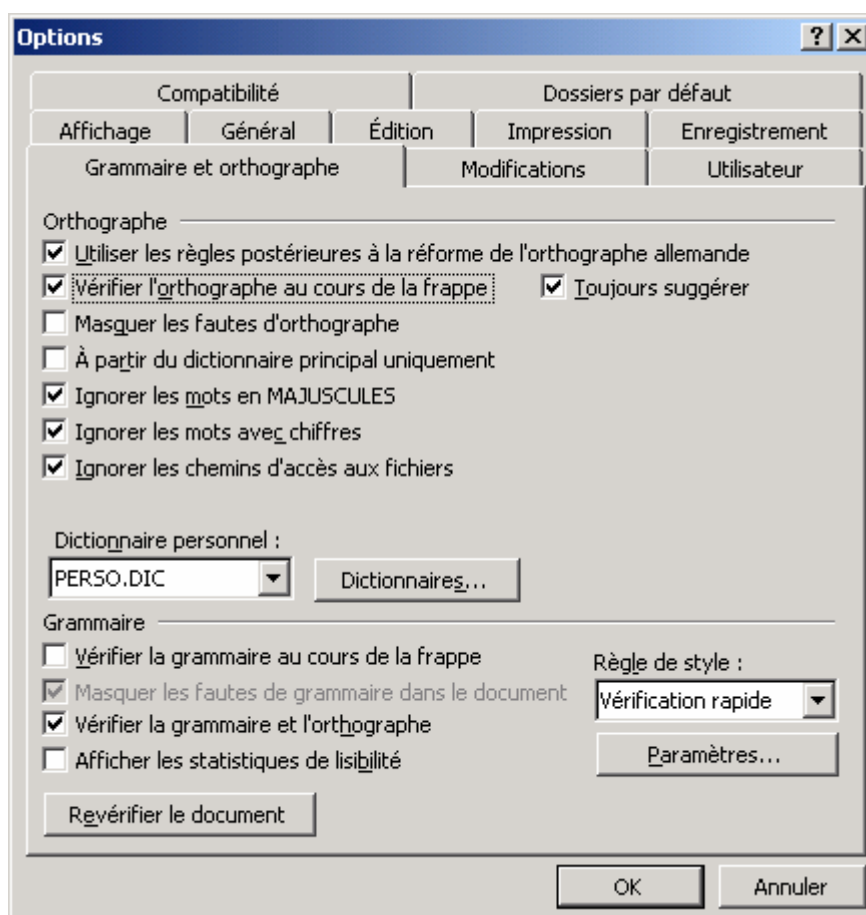 Options
Compatibilité Dossiers par défaut
Affichage Général Édition Impression Enregistrement
Grammaire et orthographe Modifications Utilisateur
Orthographe
Utiliser les règles postérieures à la réforme de l'orthographe allemande
Vérifier l'orthographe au cours de la frappe Toujours suggérer
Masquer les fautes d'orthographe
À partir du dictionnaire principal uniquement
Ignorer les mots en MAJUSCULES
Ignorer les mots avec chiffres
Ignorer les chemins d'accès aux fichiers
Dictionnaire personnel :
PERSO.DIC Dictionnaires...
Grammaire
Vérifier la grammaire au cours de la frappe
Règle de style :
Masquer les fautes de grammaire dans le document
Vérification rapide
Vérifier la grammaire et l'orthographe
Afficher les statistiques de lisibilité
Paramètres...
Revérifier le document
OK Annuler